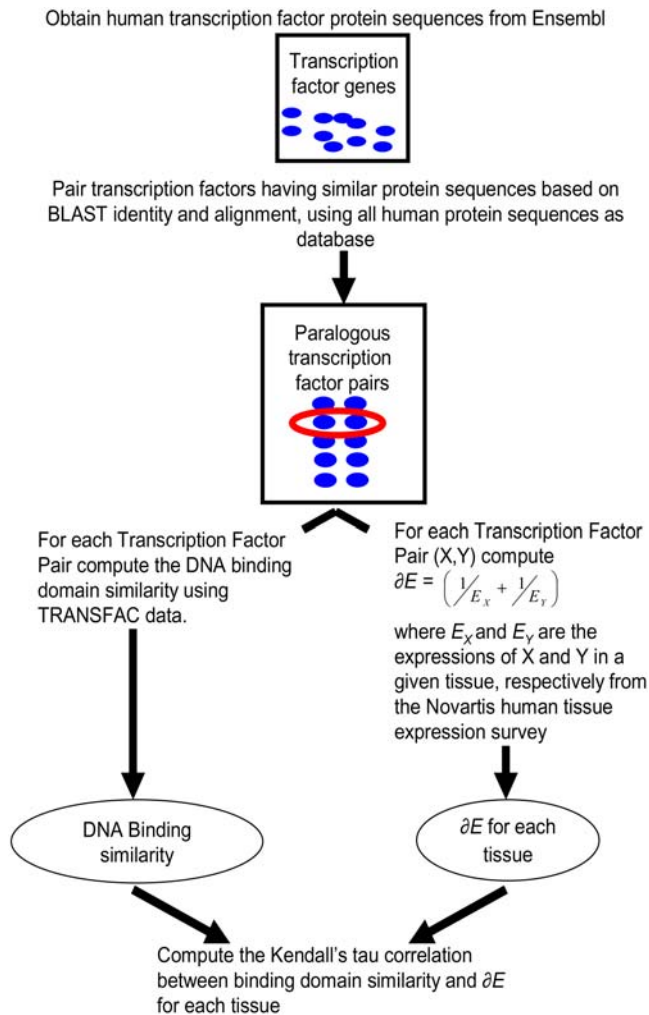 Obtain human transcription factor protein sequences from Ensembl
Transcription
factor genes
Pair transcription factors having similar protein sequences based on
BLAST identity and alignment, using all human protein sequences as
database
Paralogous
transcription
factor pairs
For each Transcription Factor
Pair compute the DNA binding
domain similarity using
TRANSFAC data.
For each Transcription Factor
Pair (X,Y) compute
∂E = (1/E_X + 1/E_Y)
where E_X and E_Y are the
expressions of X and Y in a
given tissue, respectively from
the Novartis human tissue
expression survey
DNA Binding
similarity
∂E for each
tissue
Compute the Kendall's tau correlation
between binding domain similarity and ∂E
for each tissue